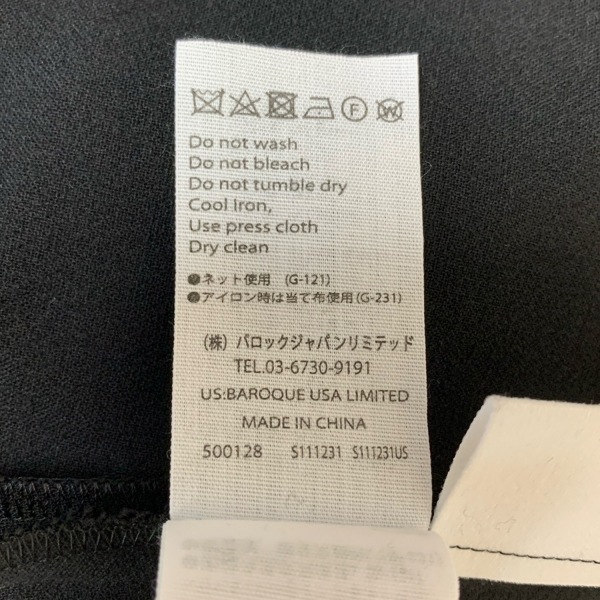 F W
Do not wash
Do not bleach
Do not tumble dry
Cool Iron,
Use press cloth
Dry clean
●ネット使用 (G-121)
●アイロン時は当て布使用(G-231)
(株) バロックジャパンリミテッド
TEL.03-6730-9191
US:BAROQUE USA LIMITED
MADE IN CHINA
500128 S111231 S111231US